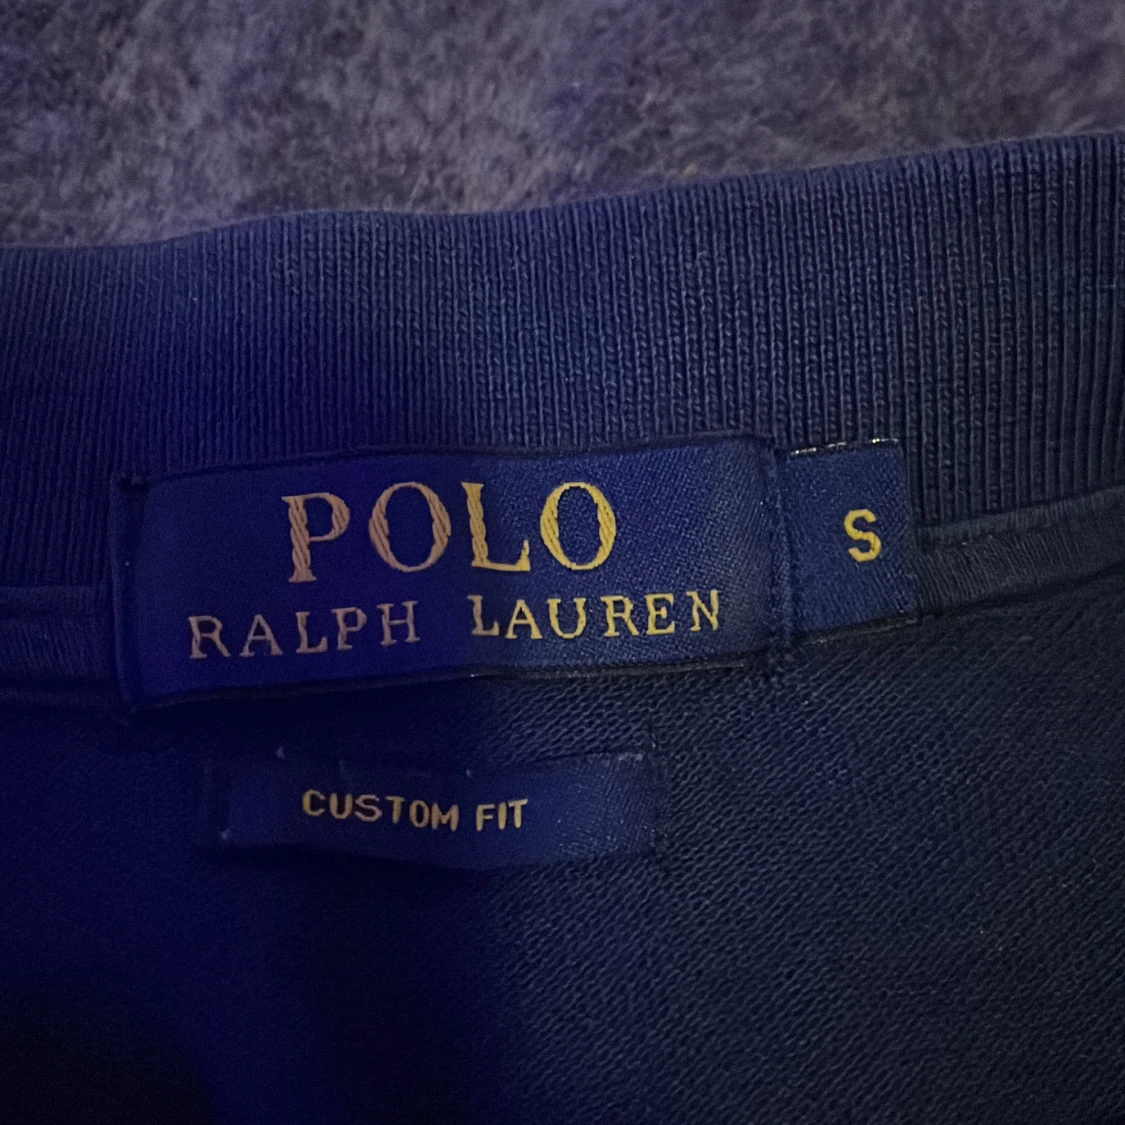 POLO
RALPH LAUREN
S
CUSTOM FIT